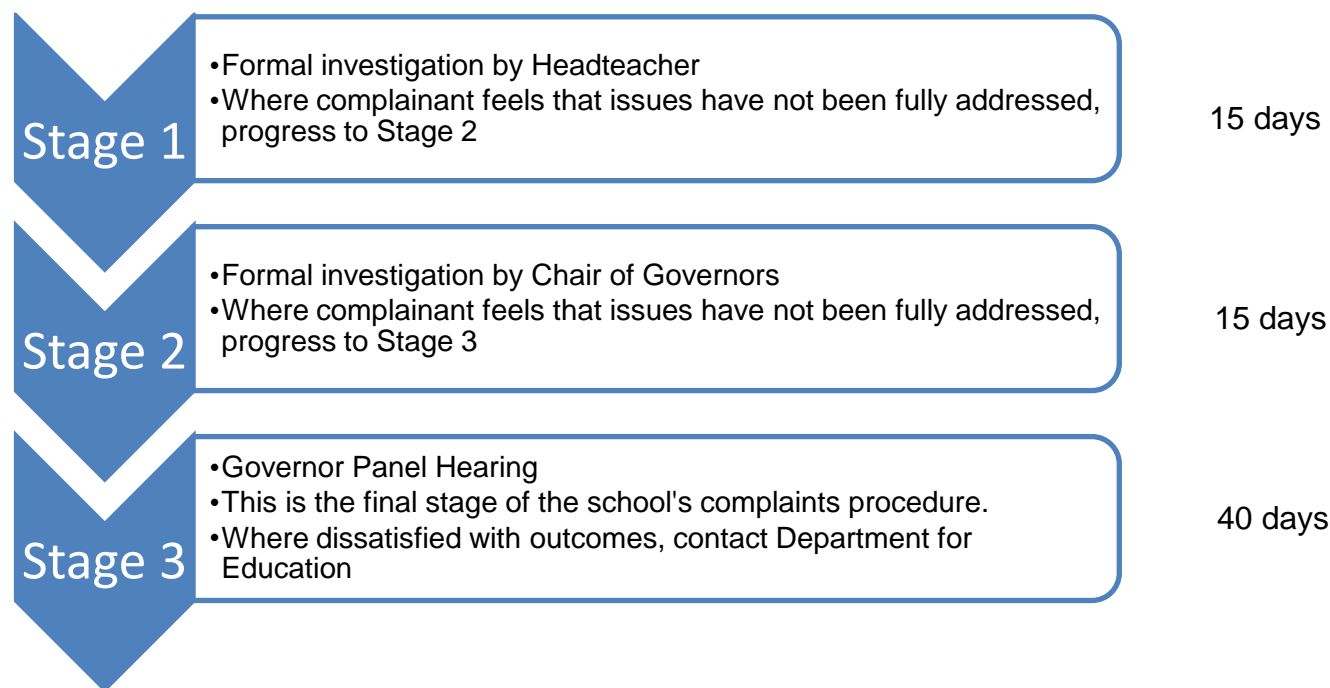 Stage 1
•Formal investigation by Headteacher
•Where complainant feels that issues have not been fully addressed,
progress to Stage 2
15 days
Stage 2
•Formal investigation by Chair of Governors
•Where complainant feels that issues have not been fully addressed,
progress to Stage 3
15 days
Stage 3
•Governor Panel Hearing
•This is the final stage of the school's complaints procedure.
•Where dissatisfied with outcomes, contact Department for
Education
40 days